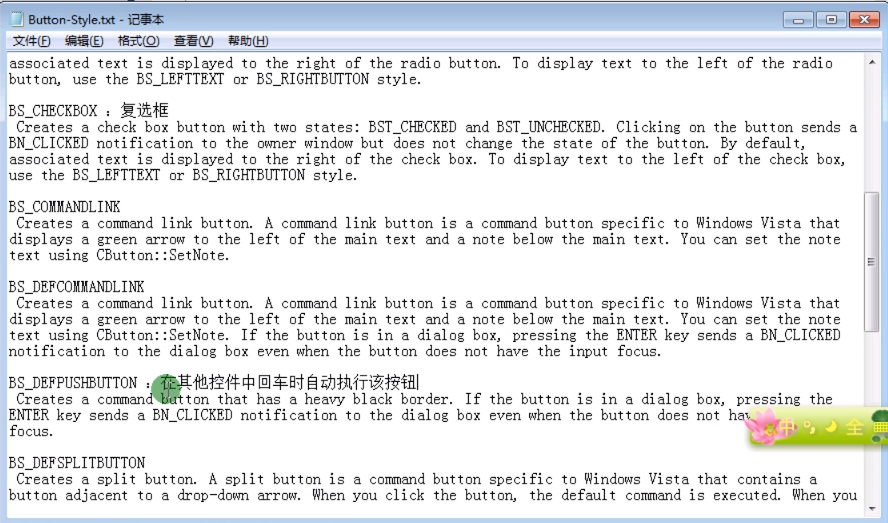 Button-Style.txt - 记事本
文件(F) 编辑(E) 格式(O) 查看(V) 帮助(H)
associated text is displayed to the right of the radio button. To display text to the left of the radio
button, use the BS_LEFTTEXT or BS_RIGHTBUTTON style.
BS_CHECKBOX : 复选框
Creates a check box button with two states: BST_CHECKED and BST_UNCHECKED. Clicking on the button sends a
BN_CLICKED notification to the owner window but does not change the state of the button. By default,
associated text is displayed to the right of the check box. To display text to the left of the check box,
use the BS_LEFTTEXT or BS_RIGHTBUTTON style.
BS_COMMANDLINK
Creates a command link button. A command link button is a command button specific to Windows Vista that
displays a green arrow to the left of the main text and a note below the main text. You can set the note
text using CButton::SetNote.
BS_DEFCOMMANDLINK
Creates a command link button. A command link button is a command button specific to Windows Vista that
displays a green arrow to the left of the main text and a note below the main text. You can set the note
text using CButton::SetNote. If the button is in a dialog box, pressing the ENTER key sends a BN_CLICKED
notification to the dialog box even when the button does not have the input focus.
BS_DEFPUSHBUTTON : 在其他控件中回车时自动执行该按钮
Creates a command button that has a heavy black border. If the button is in a dialog box, pressing the
ENTER key sends a BN_CLICKED notification to the dialog box even when the button does not
中 全
focus.
BS_DEFSPLITBUTTON
Creates a split button. A split button is a command button specific to Windows Vista that contains a
button adjacent to a drop-down arrow. When you click the button, the default command is executed. When you